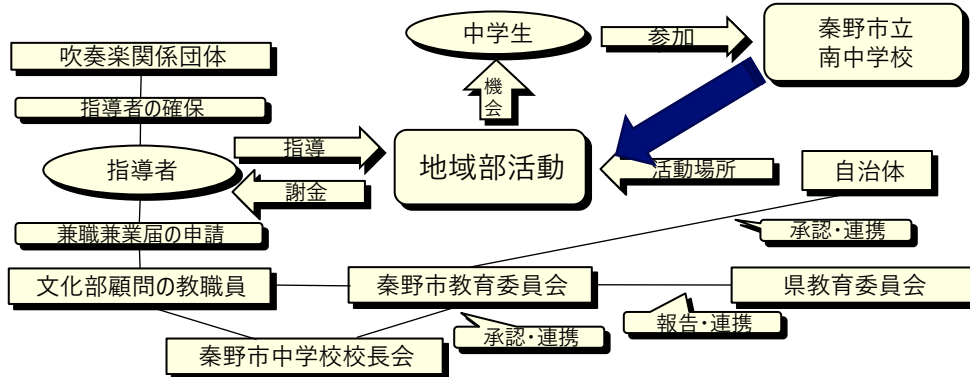 中学生
参加
秦野市立
南中学校
吹奏楽関係団体
指導者の確保
機
会
指導者
指導
謝金
地域部活動
活動場所
自治体
兼職兼業届の申請
承認・連携
文化部顧問の教職員
秦野市教育委員会
県教育委員会
承認・連携
報告・連携
秦野市中学校校長会